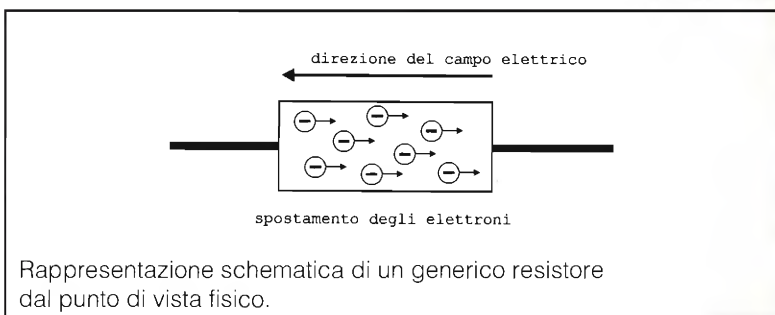 direzione del campo elettrico
spostamento degli elettroni
Rappresentazione schematica di un generico resistore
dal punto di vista fisico.